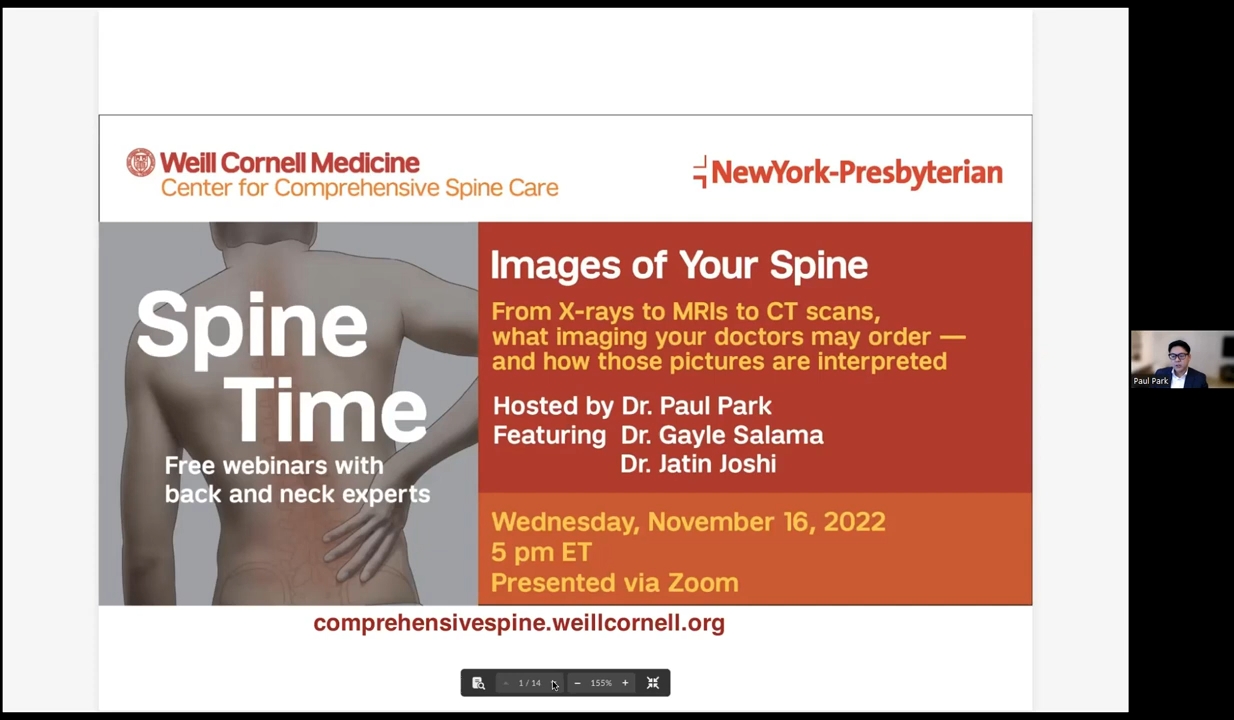 Weill Cornell Medicine
Center for Comprehensive Spine Care
NewYork-Presbyterian
Spine
Time
Free webinars with
back and neck experts
Images of Your Spine
From X-rays to MRIs to CT scans,
what imaging your doctors may order —
and how those pictures are interpreted
Hosted by Dr. Paul Park
Featuring Dr. Gayle Salama
Dr. Jatin Joshi
Wednesday, November 16, 2022
5 pm ET
Presented via Zoom
comprehensivespine.weillcornell.org
1 / 14
155%
Paul Park